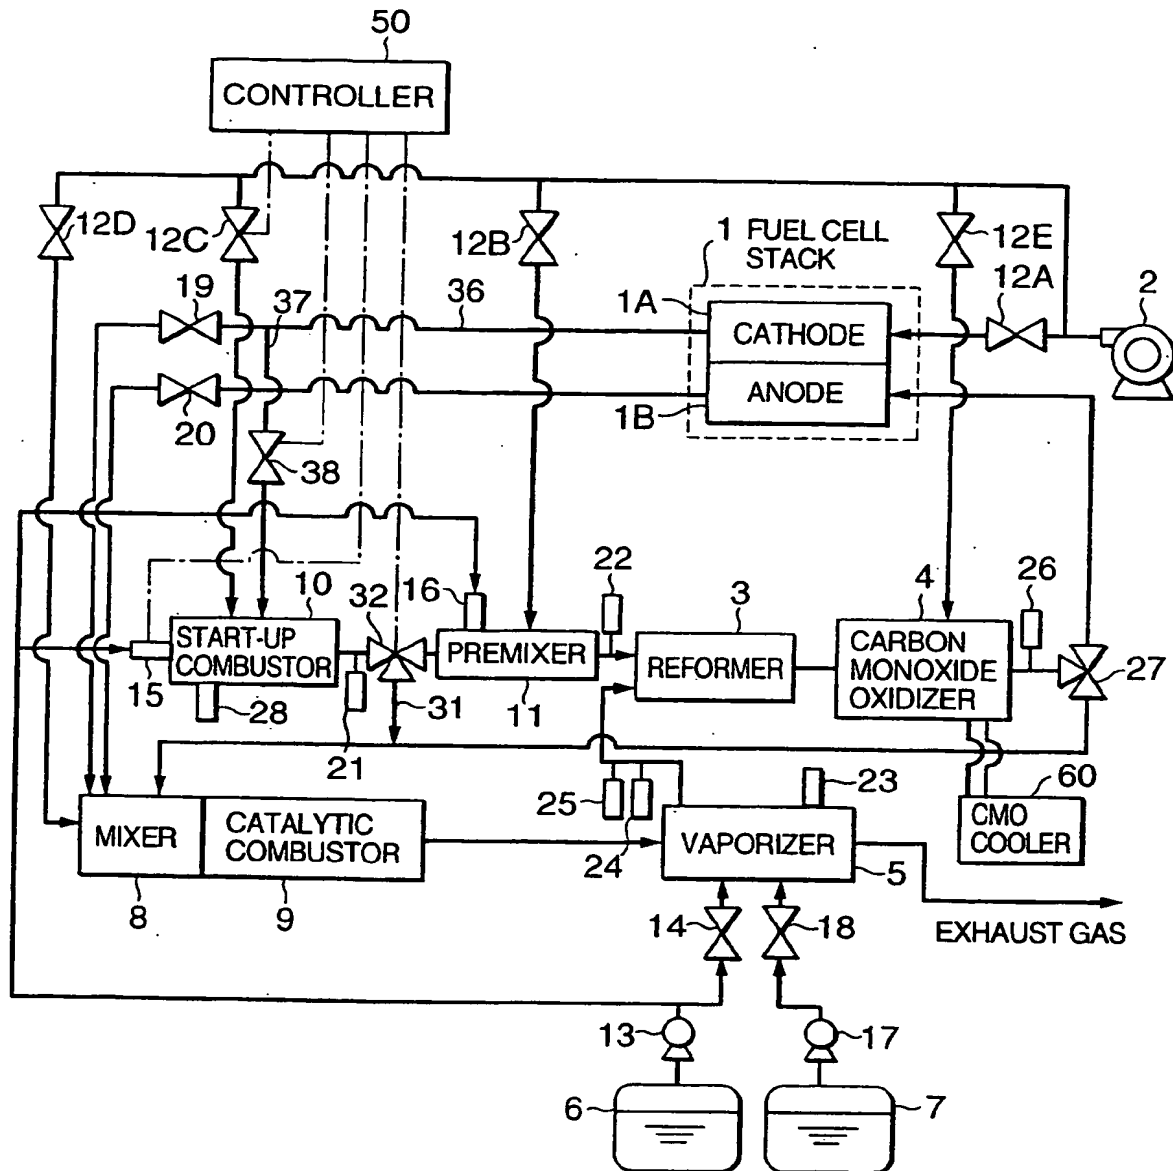 50
CONTROLLER
12D
12C
12B
1 FUEL CELL
STACK
12E
12A
2
19
37
36
1A
CATHODE
ANODE
1B
20
38
10
32
16
22
3
4
26
START-UP
COMBUSTOR
PREMIXER
REFORMER
CARBON
MONOXIDE
OXIDIZER
15
28
21
31
11
27
25
24
23
60
MIXER
CATALYTIC
COMBUSTOR
VAPORIZER
CMO
COOLER
8
9
5
14
18
EXHAUST GAS
13
17
6
7